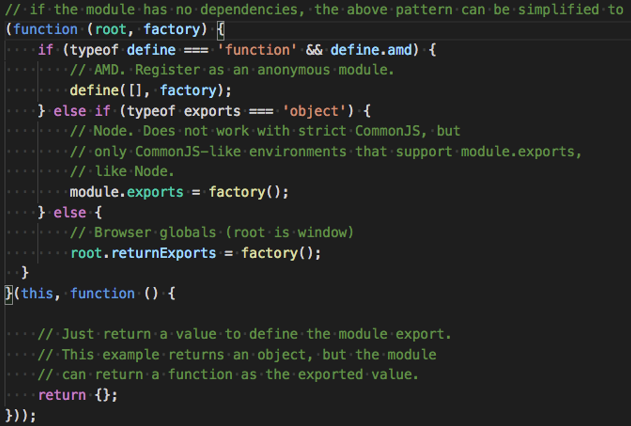 // if the module has no dependencies, the above pattern can be simplified to
(function (root, factory) {
    if (typeof define === 'function' && define.amd) {
        // AMD. Register as an anonymous module.
        define([], factory);
    } else if (typeof exports === 'object') {
        // Node. Does not work with strict CommonJS, but
        // only CommonJS-like environments that support module.exports,
        // like Node.
        module.exports = factory();
    } else {
        // Browser globals (root is window)
        root.returnExports = factory();
  }
}(this, function () {

    // Just return a value to define the module export.
    // This example returns an object, but the module
    // can return a function as the exported value.
    return {};
}));